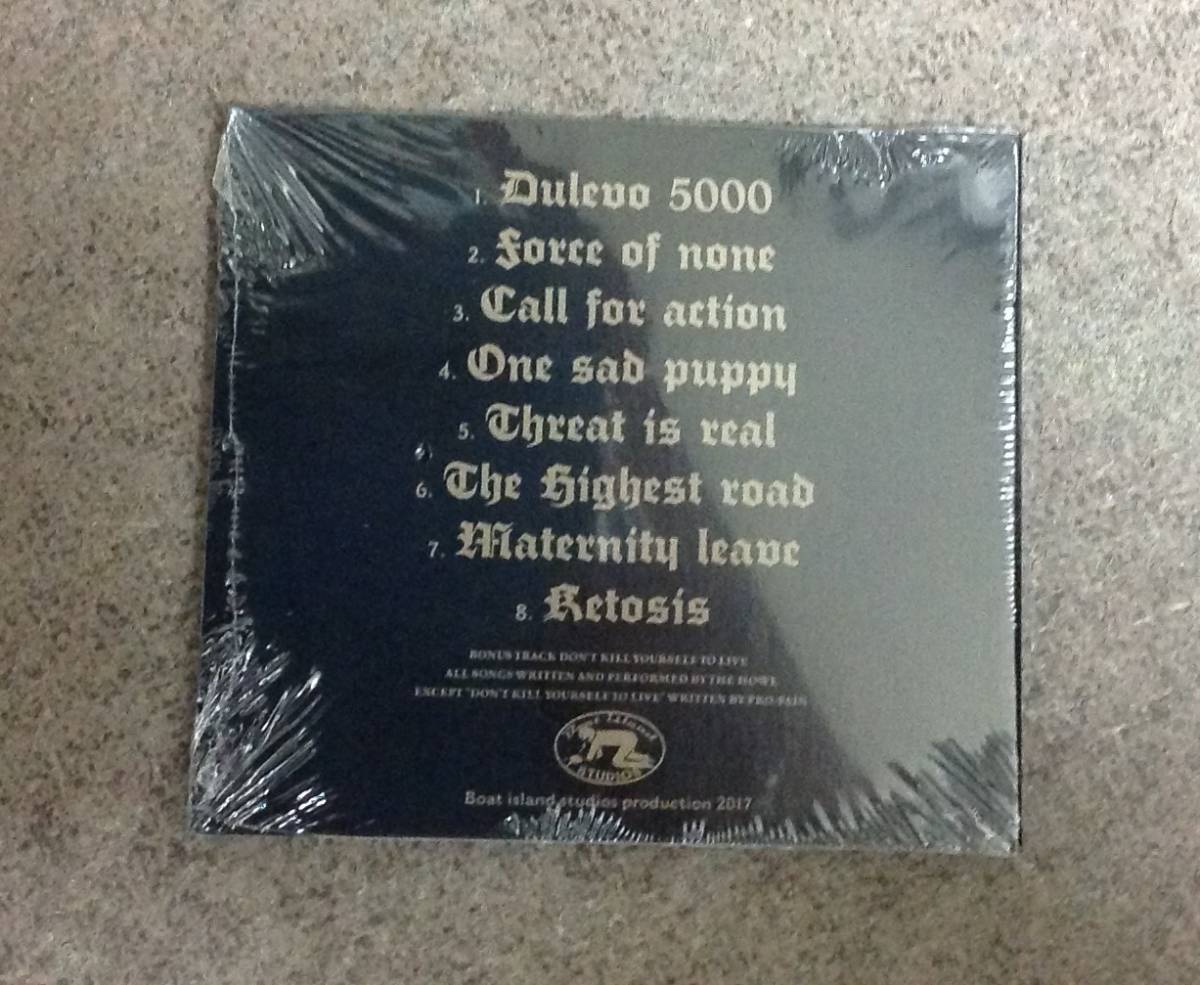 1. Dulevo 5000
2. Force of none
3. Call for action
4. One sad puppy
5. Threat is real
6. The Highest road
7. Maternity leave
8. Ketosis
BONUS TRACK DON'T KILL YOURSELF TO LIVE
ALL SONGS WRITTEN AND PERFORMED BY THE HOWL
EXCEPT "DON'T KILL YOURSELF TO LIVE" WRITTEN BY PRO-PAIN
Boat Island
STUDIOS
Boat island studios production 2017